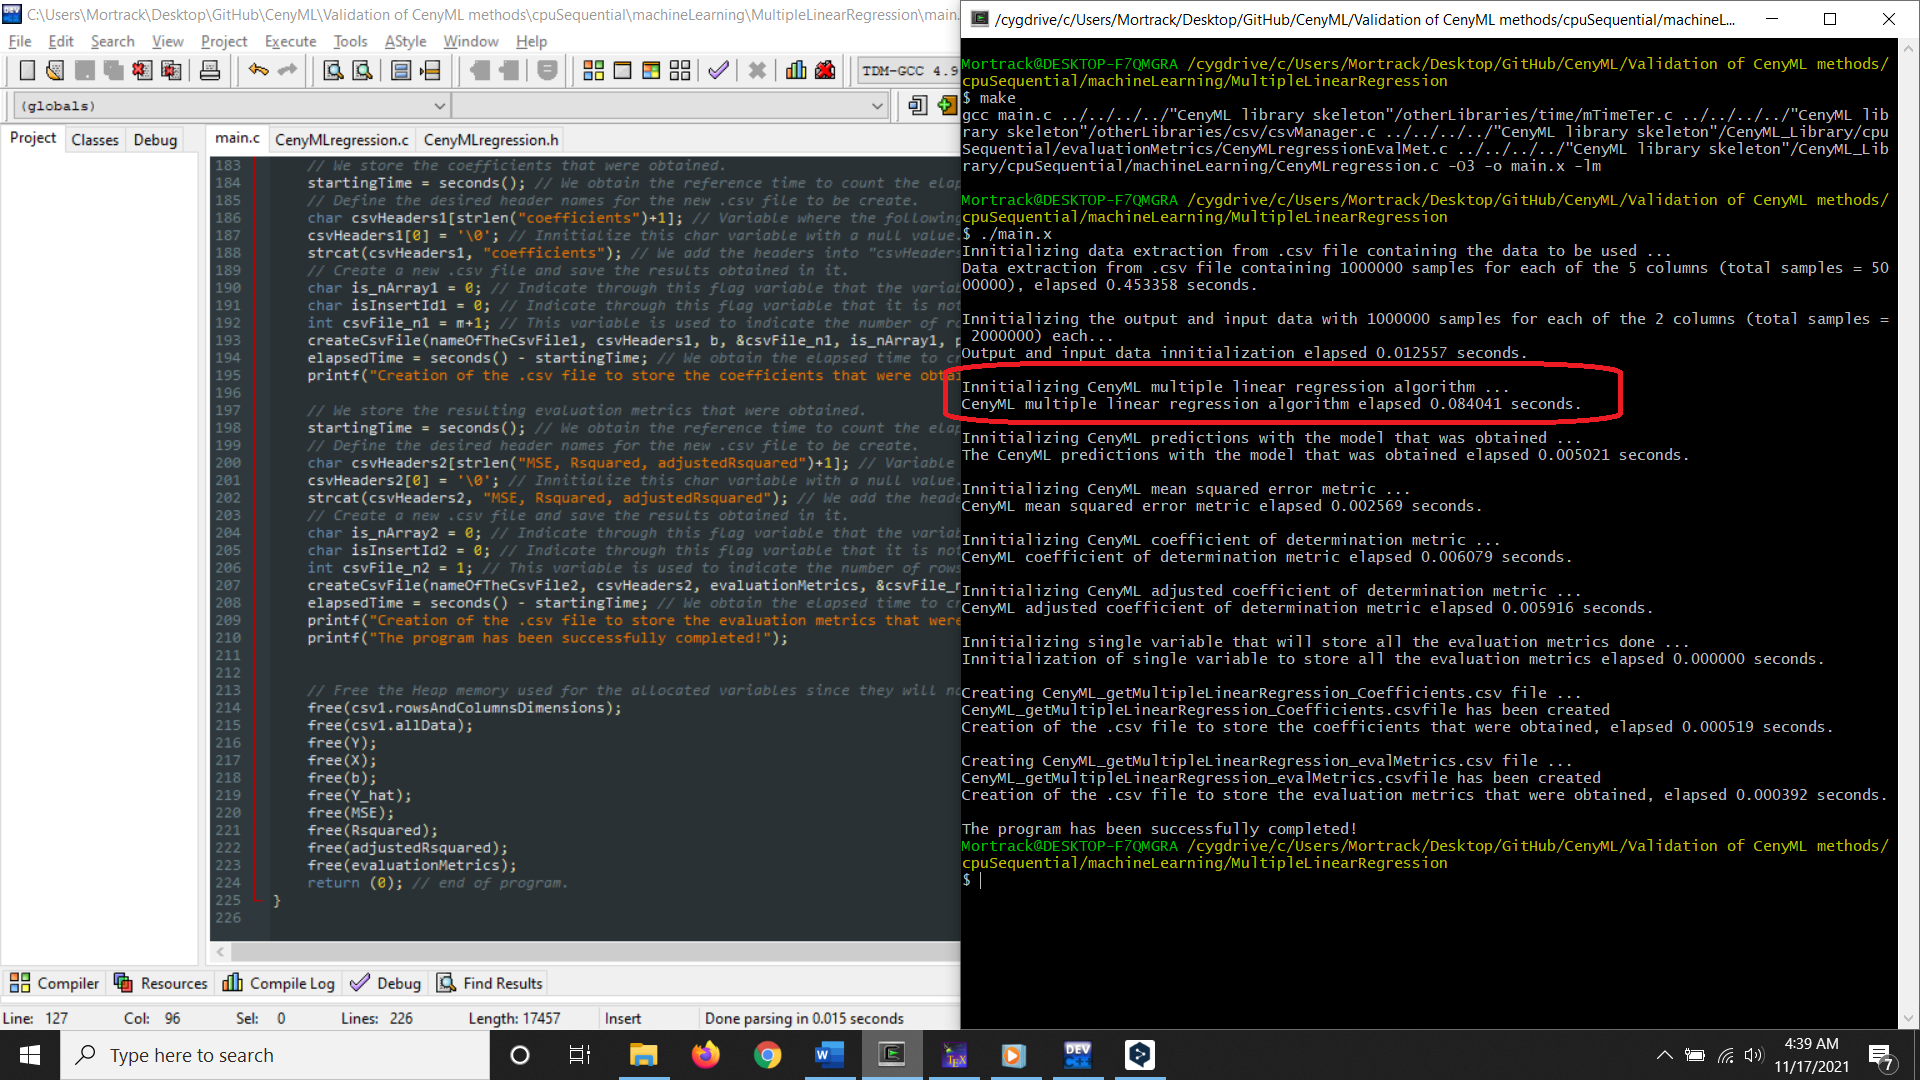 C:\Users\Mortrack\Desktop\GitHub\CenyML\Validation of CenyML methods\cpuSequential\machineLearning\MultipleLinearRegression\main.
File Edit Search View Project Execute Tools AStyle Window Help
TDM-GCC 4.9
(globals)
Project Classes Debug
main.c CenyMLregression.c CenyMLregression.h
183 // We store the coefficients that were obtained.
184 startingTime = seconds(); // We obtain the reference time to count the elap
185 // Define the desired header names for the new .csv file to be create.
186 char csvHeaders1[strlen("coefficients")+1]; // Variable where the following
187 csvHeaders1[0] = '\0'; // Innitialize this char variable with a null value.
188 strcat(csvHeaders1, "coefficients"); // We add the headers into "csvHeaders
189 // Create a new .csv file and save the results obtained in it.
190 char is_nArray1 = 0; // Indicate through this flag variable that the variab
191 char isInsertId1 = 0; // Indicate through this flag variable that it is not
192 int csvFile_n1 = m+1; // This variable is used to indicate the number of ro
193 createCsvFile(nameOfTheCsvFile1, csvHeaders1, b, &csvFile_n1, is_nArray1, p
194 elapsedTime = seconds() - startingTime; // We obtain the elapsed time to cr
195 printf("Creation of the .csv file to store the coefficients that were obtai
196
197 // We store the resulting evaluation metrics that were obtained.
198 startingTime = seconds(); // We obtain the reference time to count the elap
199 // Define the desired header names for the new .csv file to be create.
200 char csvHeaders2[strlen("MSE, Rsquared, adjustedRsquared")+1]; // Variable
201 csvHeaders2[0] = '\0'; // Innitialize this char variable with a null value.
202 strcat(csvHeaders2, "MSE, Rsquared, adjustedRsquared"); // We add the heade
203 // Create a new .csv file and save the results obtained in it.
204 char is_nArray2 = 0; // Indicate through this flag variable that the variab
205 char isInsertId2 = 0; // Indicate through this flag variable that it is not
206 int csvFile_n2 = 1; // This variable is used to indicate the number of rows
207 createCsvFile(nameOfTheCsvFile2, csvHeaders2, evaluationMetrics, &csvFile_n
208 elapsedTime = seconds() - startingTime; // We obtain the elapsed time to cr
209 printf("Creation of the .csv file to store the evaluation metrics that were
210 printf("The program has been successfully completed!");
211
212
213 // Free the Heap memory used for the allocated variables since they will no
214 free(csv1.rowsAndColumnsDimensions);
215 free(csv1.allData);
216 free(Y);
217 free(X);
218 free(b);
219 free(Y_hat);
220 free(MSE);
221 free(Rsquared);
222 free(adjustedRsquared);
223 free(evaluationMetrics);
224 return (0); // end of program.
225 }
226
Compiler Resources Compile Log Debug Find Results
Line: 127 Col: 96 Sel: 0 Lines: 226 Length: 17457 Insert Done parsing in 0.015 seconds
/cygdrive/c/Users/Mortrack/Desktop/GitHub/CenyML/Validation of CenyML methods/cpuSequential/machineL...
Mortrack@DESKTOP-F7QMGRA /cygdrive/c/Users/Mortrack/Desktop/GitHub/CenyML/Validation of CenyML methods/
cpuSequential/machineLearning/MultipleLinearRegression
$ make
gcc main.c ../../../../"CenyML library skeleton"/otherLibraries/time/mTimeTer.c ../../../../"CenyML lib
rary skeleton"/otherLibraries/csv/csvManager.c ../../../../"CenyML library skeleton"/CenyML_Library/cpu
Sequential/evaluationMetrics/CenyMLregressionEvalMet.c ../../../../"CenyML library skeleton"/CenyML_Lib
rary/cpuSequential/machineLearning/CenyMLregression.c -O3 -o main.x -lm
Mortrack@DESKTOP-F7QMGRA /cygdrive/c/Users/Mortrack/Desktop/GitHub/CenyML/Validation of CenyML methods/
cpuSequential/machineLearning/MultipleLinearRegression
$ ./main.x
Innitializing data extraction from .csv file containing the data to be used ...
Data extraction from .csv file containing 1000000 samples for each of the 5 columns (total samples = 50
00000), elapsed 0.453358 seconds.
Innitializing the output and input data with 1000000 samples for each of the 2 columns (total samples =
2000000) each...
Output and input data innitialization elapsed 0.012557 seconds.
Innitializing CenyML multiple linear regression algorithm ...
CenyML multiple linear regression algorithm elapsed 0.084041 seconds.
Innitializing CenyML predictions with the model that was obtained ...
The CenyML predictions with the model that was obtained elapsed 0.005021 seconds.
Innitializing CenyML mean squared error metric ...
CenyML mean squared error metric elapsed 0.002569 seconds.
Innitializing CenyML coefficient of determination metric ...
CenyML coefficient of determination metric elapsed 0.006079 seconds.
Innitializing CenyML adjusted coefficient of determination metric ...
CenyML adjusted coefficient of determination metric elapsed 0.005916 seconds.
Innitializing single variable that will store all the evaluation metrics done ...
Innitialization of single variable to store all the evaluation metrics elapsed 0.000000 seconds.
Creating CenyML_getMultipleLinearRegression_Coefficients.csv file ...
CenyML_getMultipleLinearRegression_Coefficients.csvfile has been created
Creation of the .csv file to store the coefficients that were obtained, elapsed 0.000519 seconds.
Creating CenyML_getMultipleLinearRegression_evalMetrics.csv file ...
CenyML_getMultipleLinearRegression_evalMetrics.csvfile has been created
Creation of the .csv file to store the evaluation metrics that were obtained, elapsed 0.000392 seconds.
The program has been successfully completed!
Mortrack@DESKTOP-F7QMGRA /cygdrive/c/Users/Mortrack/Desktop/GitHub/CenyML/Validation of CenyML methods/
cpuSequential/machineLearning/MultipleLinearRegression
$
Type here to search
4:39 AM
11/17/2021
7